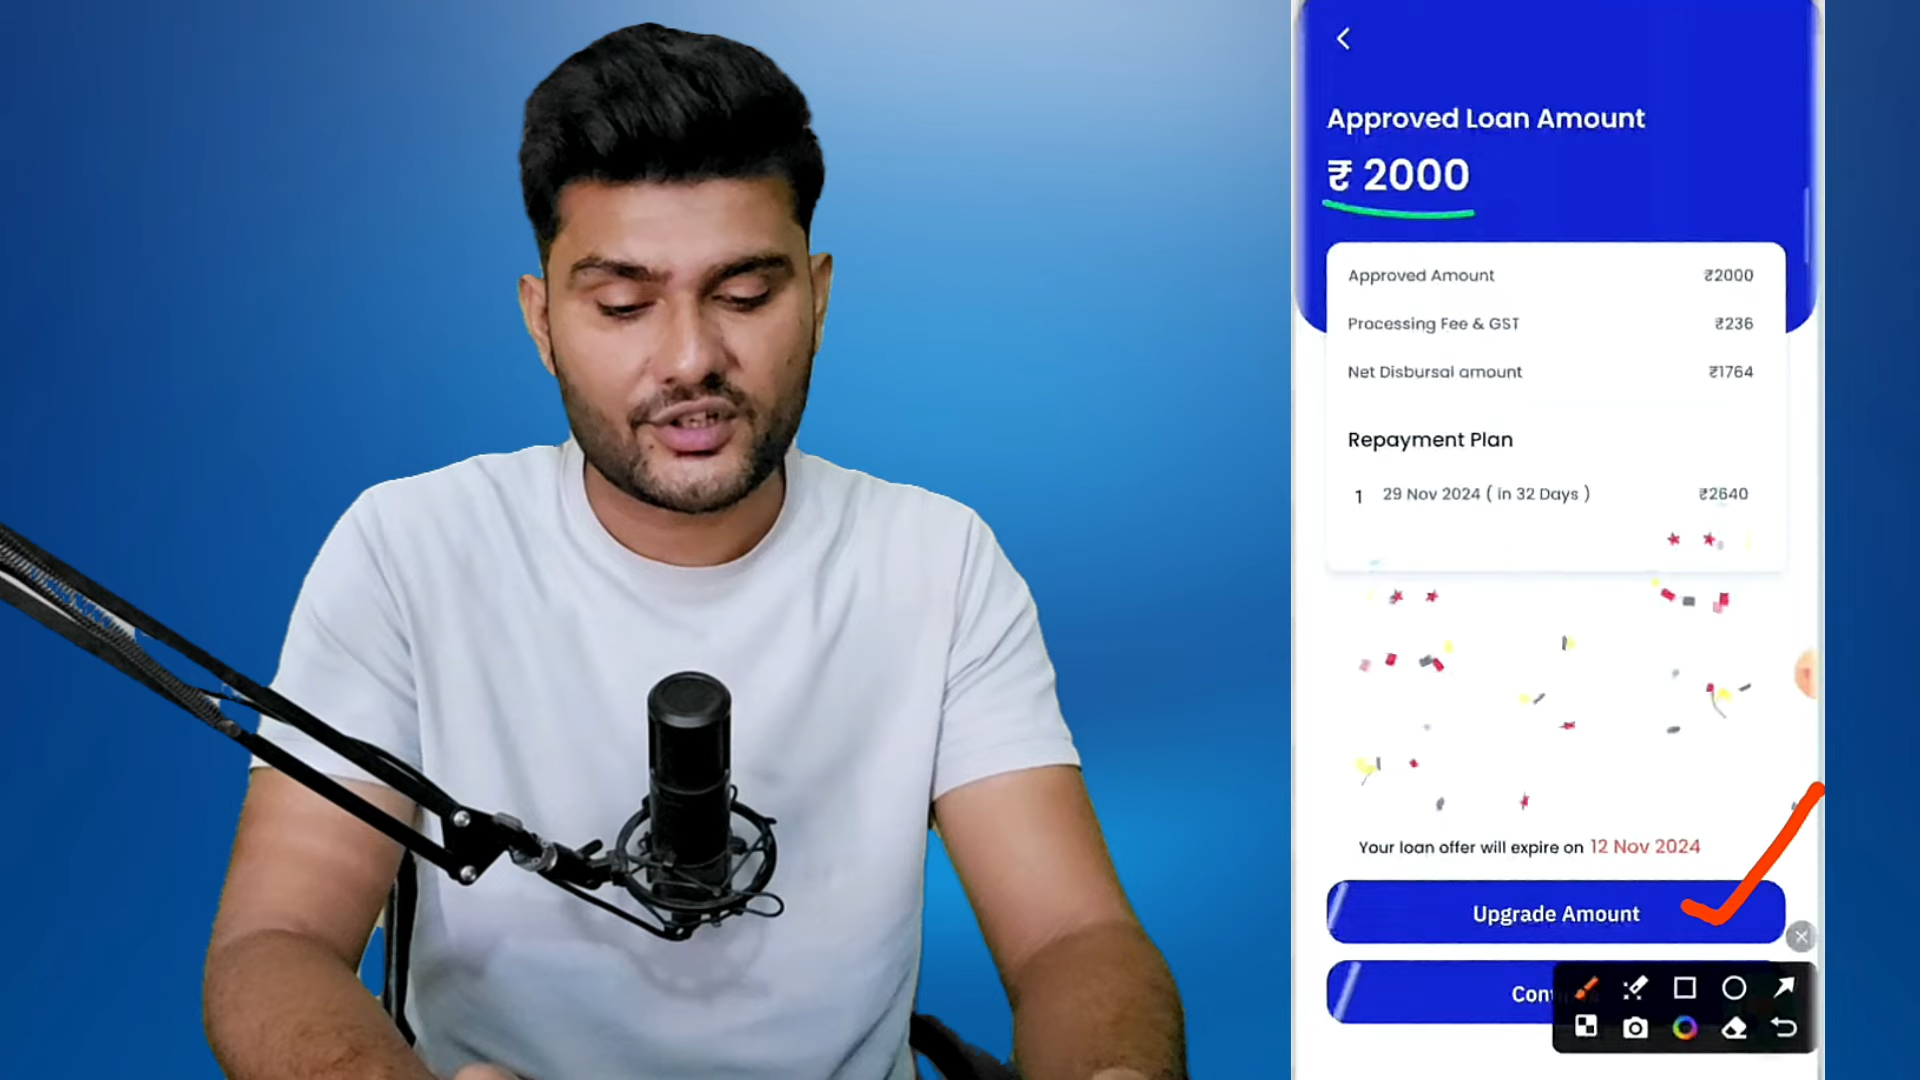 Approved Loan Amount
₹ 2000
Approved Amount ₹2000
Processing Fee & GST ₹236
Net Disbursal amount ₹1764
Repayment Plan
1 29 Nov 2024 ( in 32 Days ) ₹2640
Your loan offer will expire on 12 Nov 2024
Upgrade Amount